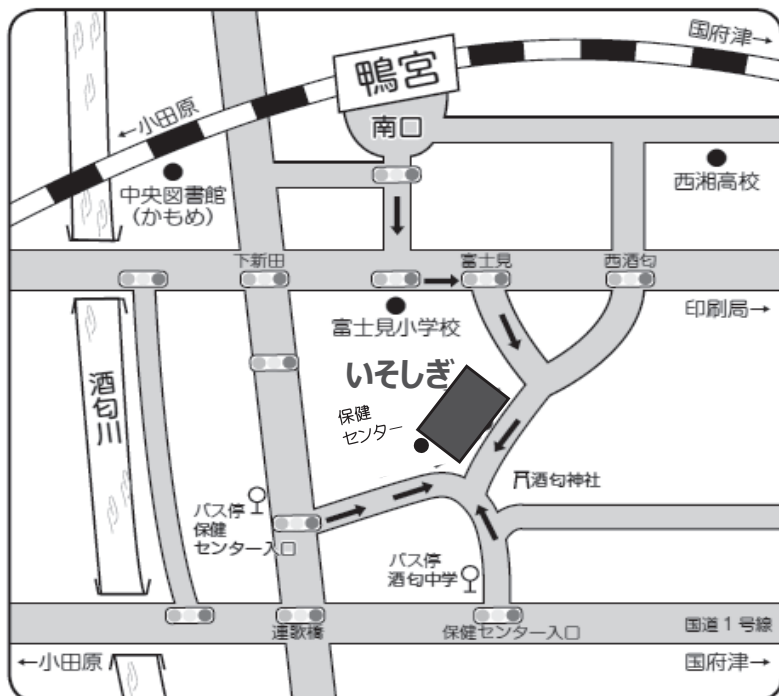 国府津→
鴨宮
←小田原
南口
中央図書館
(かもめ)
西湘高校
下新田
富士見
西酒匂
印刷局→
富士見小学校
いそしぎ
酒匂川
保健
センター
酒匂神社
バス停
保健
センター入口
バス停
酒匂中学
連歌橋
保健センター入口
国道1号線
←小田原
国府津→